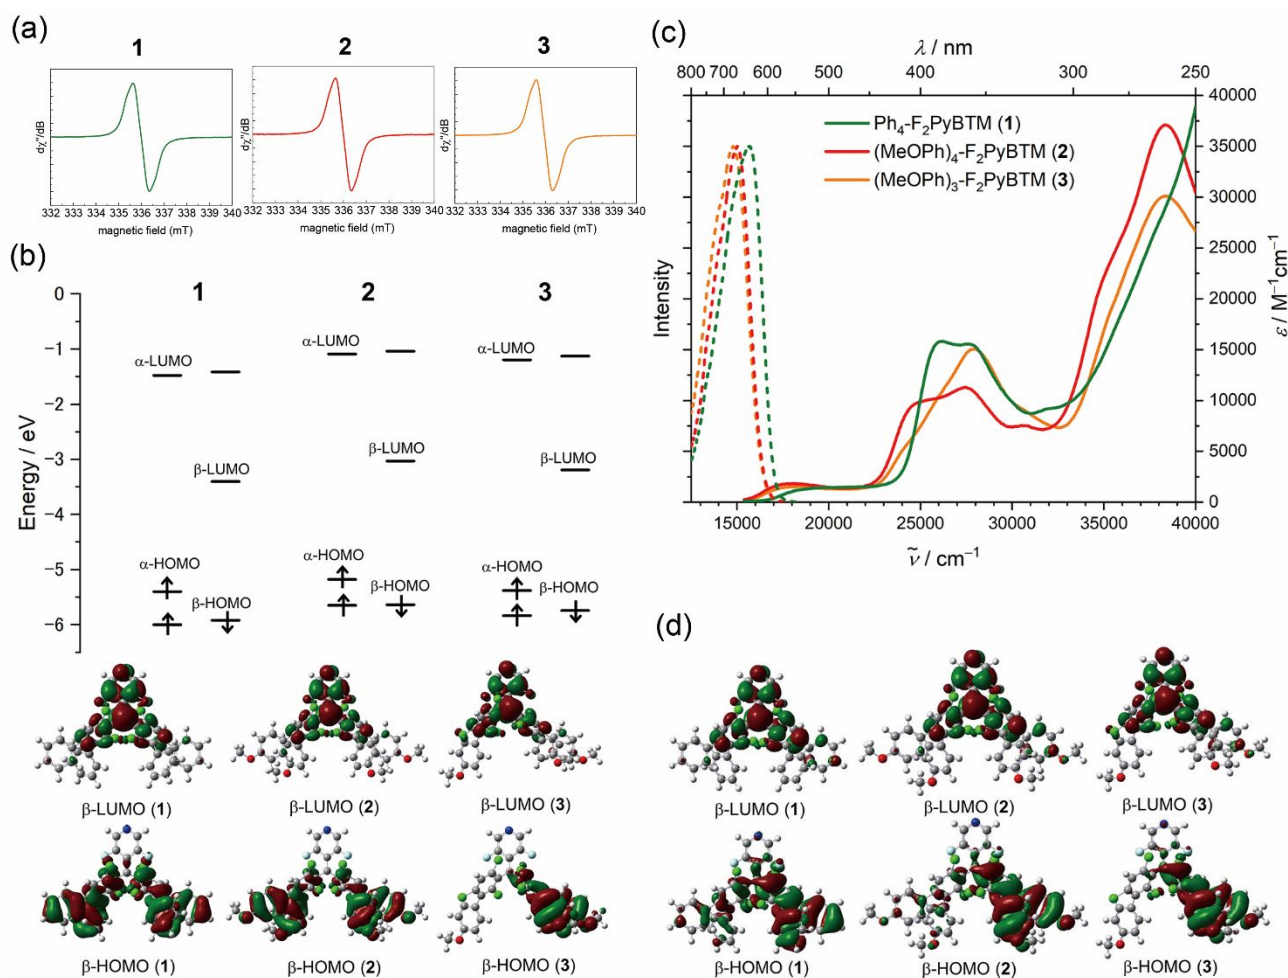 (a)
1
2
3
dχ"/dB
332 333 334 335 336 337 338 339 340
magnetic field (mT)
dχ"/dB
332 333 334 335 336 337 338 339 340
magnetic field (mT)
dχ"/dB
332 333 334 335 336 337 338 339 340
magnetic field (mT)
(b)
1
2
3
Energy / eV
0
−1
−2
−3
−4
−5
−6
α-LUMO
β-LUMO
α-HOMO
β-HOMO
α-LUMO
β-LUMO
α-HOMO
β-HOMO
α-LUMO
β-LUMO
α-HOMO
β-HOMO
β-LUMO (1)
β-LUMO (2)
β-LUMO (3)
β-HOMO (1)
β-HOMO (2)
β-HOMO (3)
(c)
λ / nm
800 700 600 500 400 300 250
Ph₄-F₂PyBTM (1)
(MeOPh)₄-F₂PyBTM (2)
(MeOPh)₃-F₂PyBTM (3)
Intensity
40000
35000
30000
25000
20000
15000
10000
5000
0
ε / M⁻¹cm⁻¹
15000 20000 25000 30000 35000 40000
ν̃ / cm⁻¹
(d)
β-LUMO (1)
β-LUMO (2)
β-LUMO (3)
β-HOMO (1)
β-HOMO (2)
β-HOMO (3)